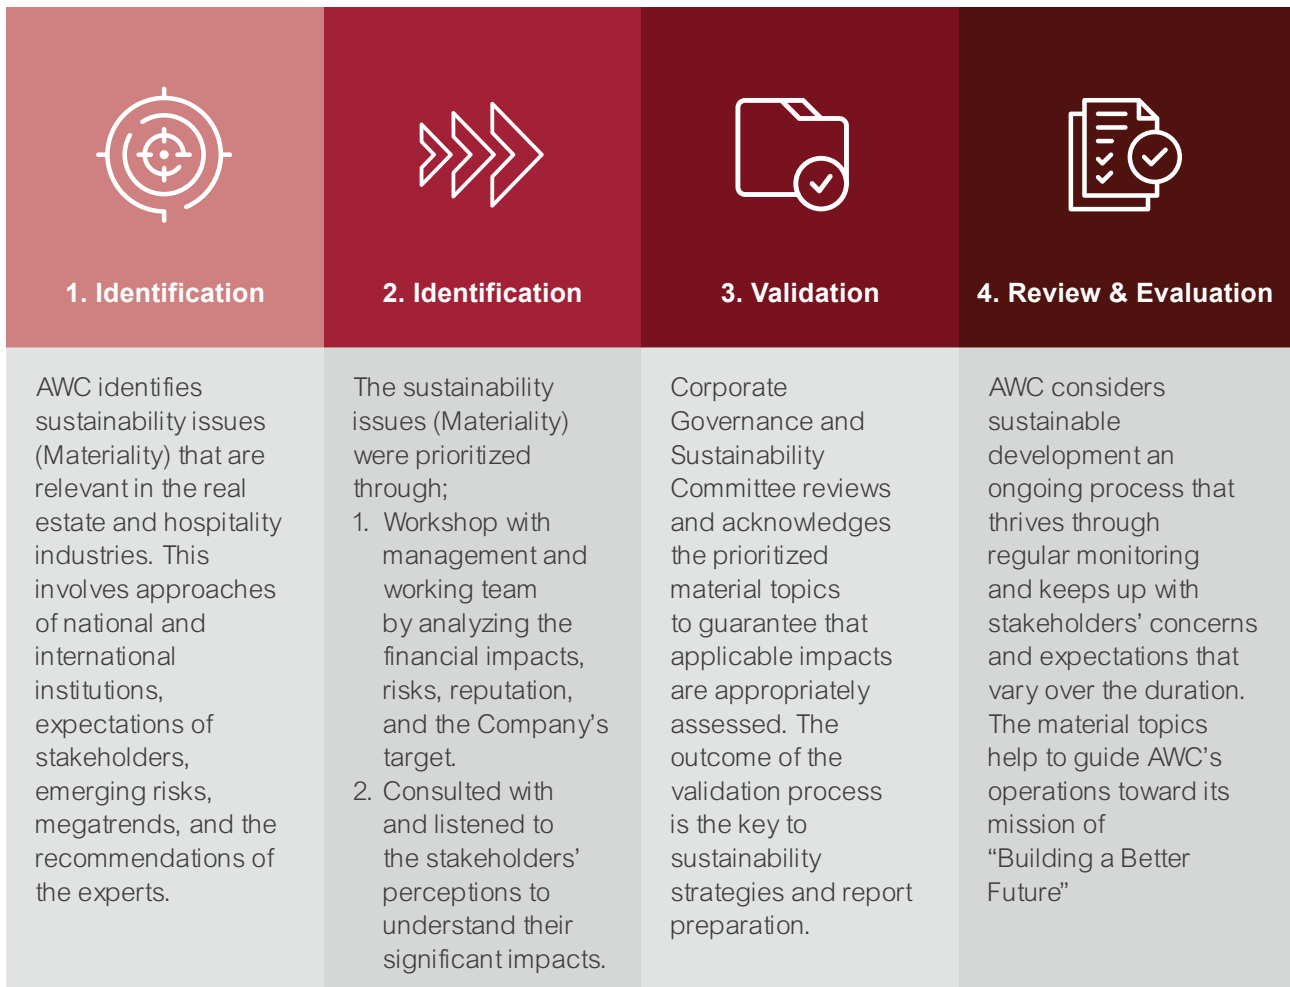 1. Identification
AWC identifies
sustainability issues
(Materiality) that are
relevant in the real
estate and hospitality
industries. This
involves approaches
of national and
international
institutions,
expectations of
stakeholders,
emerging risks,
megatrends, and the
recommendations of
the experts.
2. Identification
The sustainability
issues (Materiality)
were prioritized
through;
1. Workshop with
management and
working team
by analyzing the
financial impacts,
risks, reputation,
and the Company’s
target.
2. Consulted with
and listened to
the stakeholders’
perceptions to
understand their
significant impacts.
3. Validation
Corporate
Governance and
Sustainability
Committee reviews
and acknowledges
the prioritized
material topics
to guarantee that
applicable impacts
are appropriately
assessed. The
outcome of the
validation process
is the key to
sustainability
strategies and report
preparation.
4. Review & Evaluation
AWC considers
sustainable
development an
ongoing process that
thrives through
regular monitoring
and keeps up with
stakeholders’ concerns
and expectations that
vary over the duration.
The material topics
help to guide AWC’s
operations toward its
mission of
“Building a Better
Future”